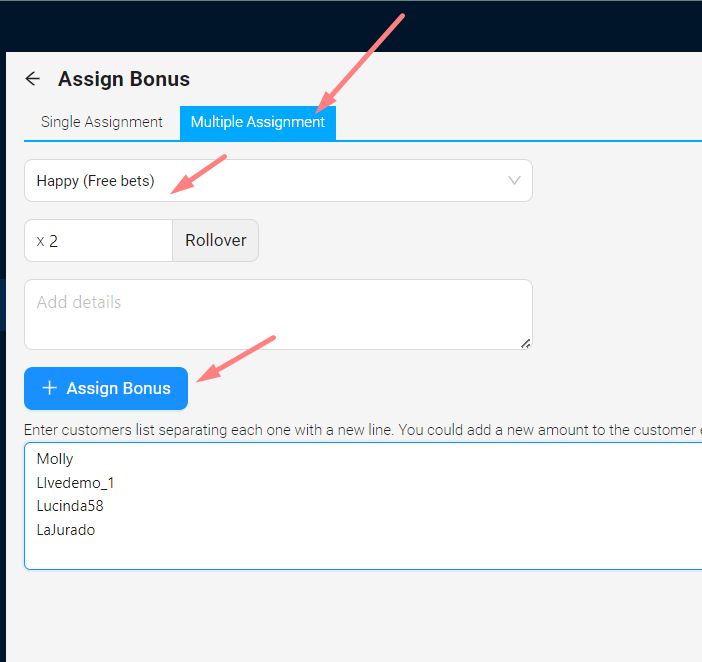 Assign Bonus
Single Assignment
Multiple Assignment
Happy (Free bets)
x 2
Rollover
Add details
+ Assign Bonus
Enter customers list separating each one with a new line. You could add a new amount to the customer
Molly
LIvedemo_1
Lucinda58
LaJurado